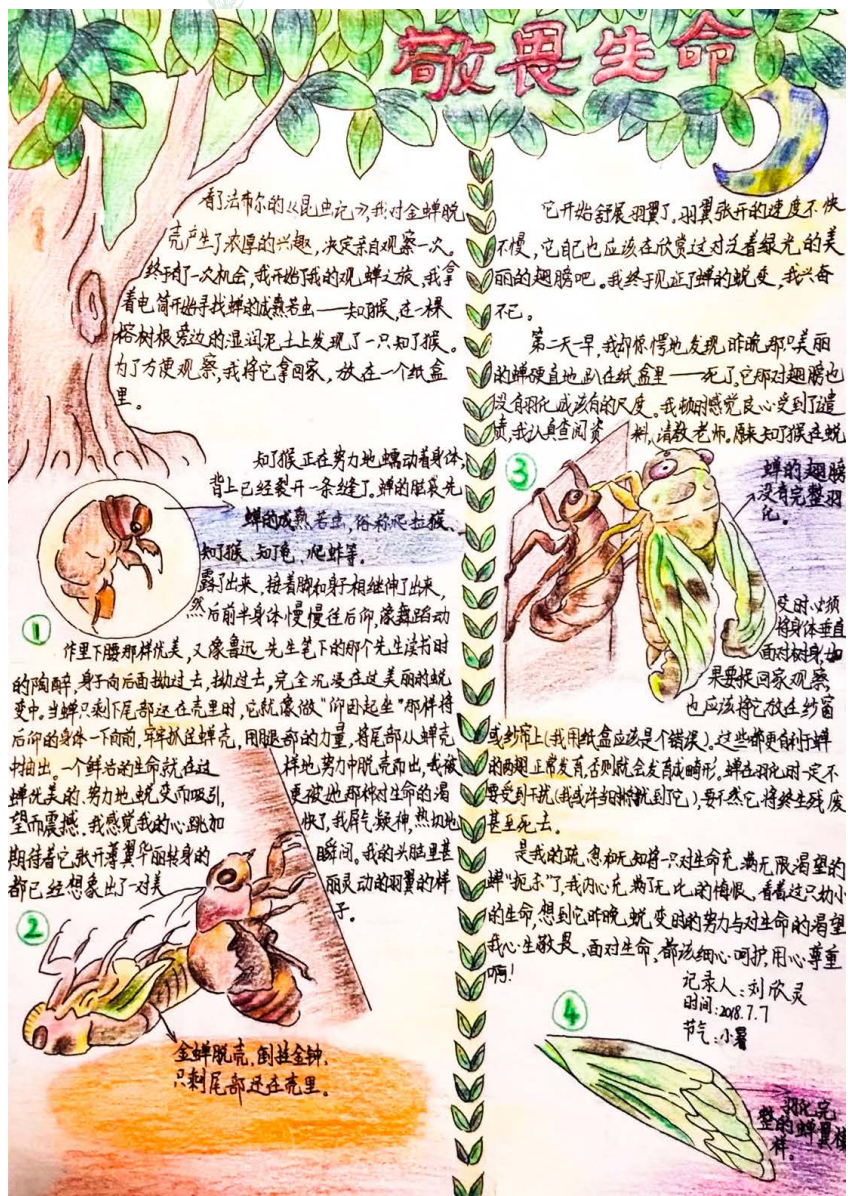 敬畏生命
看了法布尔的《昆虫记》，我对金蝉脱
壳产生了浓厚的兴趣，决定亲自观察一次。
终于有了一次机会，我开始了我的观蝉之旅，我拿
着电筒开始寻找蝉的成熟若虫——知了猴，在一棵
榕树根旁边的湿润泥土上发现了一只知了猴。
为了方便观察，我将它拿回家，放在一个纸盒
里。
知了猴正在努力地蠕动着身体，
背上已经裂开一条缝了。蝉的脑袋先
蝉的成熟若虫，俗称爬拉猴、
知了猴、知了龟、爬蚱等。
露了出来，接着脚和身子相继伸了出来，
然后前半身体慢慢往后仰，像舞蹈动
①
作里下腰那样优美，又像鲁迅先生笔下的那个先生读书时
的陶醉，身子向后面拗过去，拗过去，完全沉浸在这美丽的蜕
变中。当蝉只剩下尾部还在壳里时，它就像做“仰卧起坐”那样将
后仰的身体一下向前，牢牢抓住蝉壳，用腿部的力量，将尾部从蝉壳
中抽出。一个鲜活的生命就在这样地努力中脱壳而出，我被
蝉优美的、努力地蜕变而吸引，更被她那种对生命的渴
望而震撼。我感觉我的心跳加快了，我屏气凝神，热切地
期待着它张开薄翼华丽转身的瞬间。我的头脑里甚
都已经想象出了一对美丽灵动的羽翼的样
子。
②
金蝉脱壳，倒挂金钟，
只剩尾部还在壳里。
它开始舒展羽翼了。羽翼张开的速度不快
不慢，它自己也应该在欣赏这对泛着绿光的美
丽的翅膀吧。我终于见证了蝉的蜕变，我兴奋
不已。
第二天一早，我却惊愕地发现昨晚那只美丽
的蝉硬直地趴在纸盒里——死了，它那对翅膀也
没有羽化成该有的尺度。我顿时感觉良心受到了谴
责，我认真查阅资料，请教老师。原来知了猴在蜕
③
蝉的翅膀
没有完整羽
化。
变时必须
将身体垂直
面对树身，如
果要捉回家观察，
也应该将它放在纱窗
或纱帘上（我用纸盒应该是个错误）。这些都更有利于蝉
的两翅正常发育，否则就会发育成畸形，蝉在羽化时一定不
要受到干扰（我或许打扰到了它），要不然它将终生残废
甚至死去。
是我的疏忽和无知将一只对生命充满无限渴望的
蝉“扼杀”了，我内心充满了无比的悔恨。看着这只幼小
的生命，想到它昨晚蜕变时的努力与对生命的渴望
我心生敬畏，面对生命，都该细心呵护，用心尊重
啊！
记录人：刘欣灵
时间：2018.7.7
节气：小暑
④
羽化完
整的蝉翼模
样。